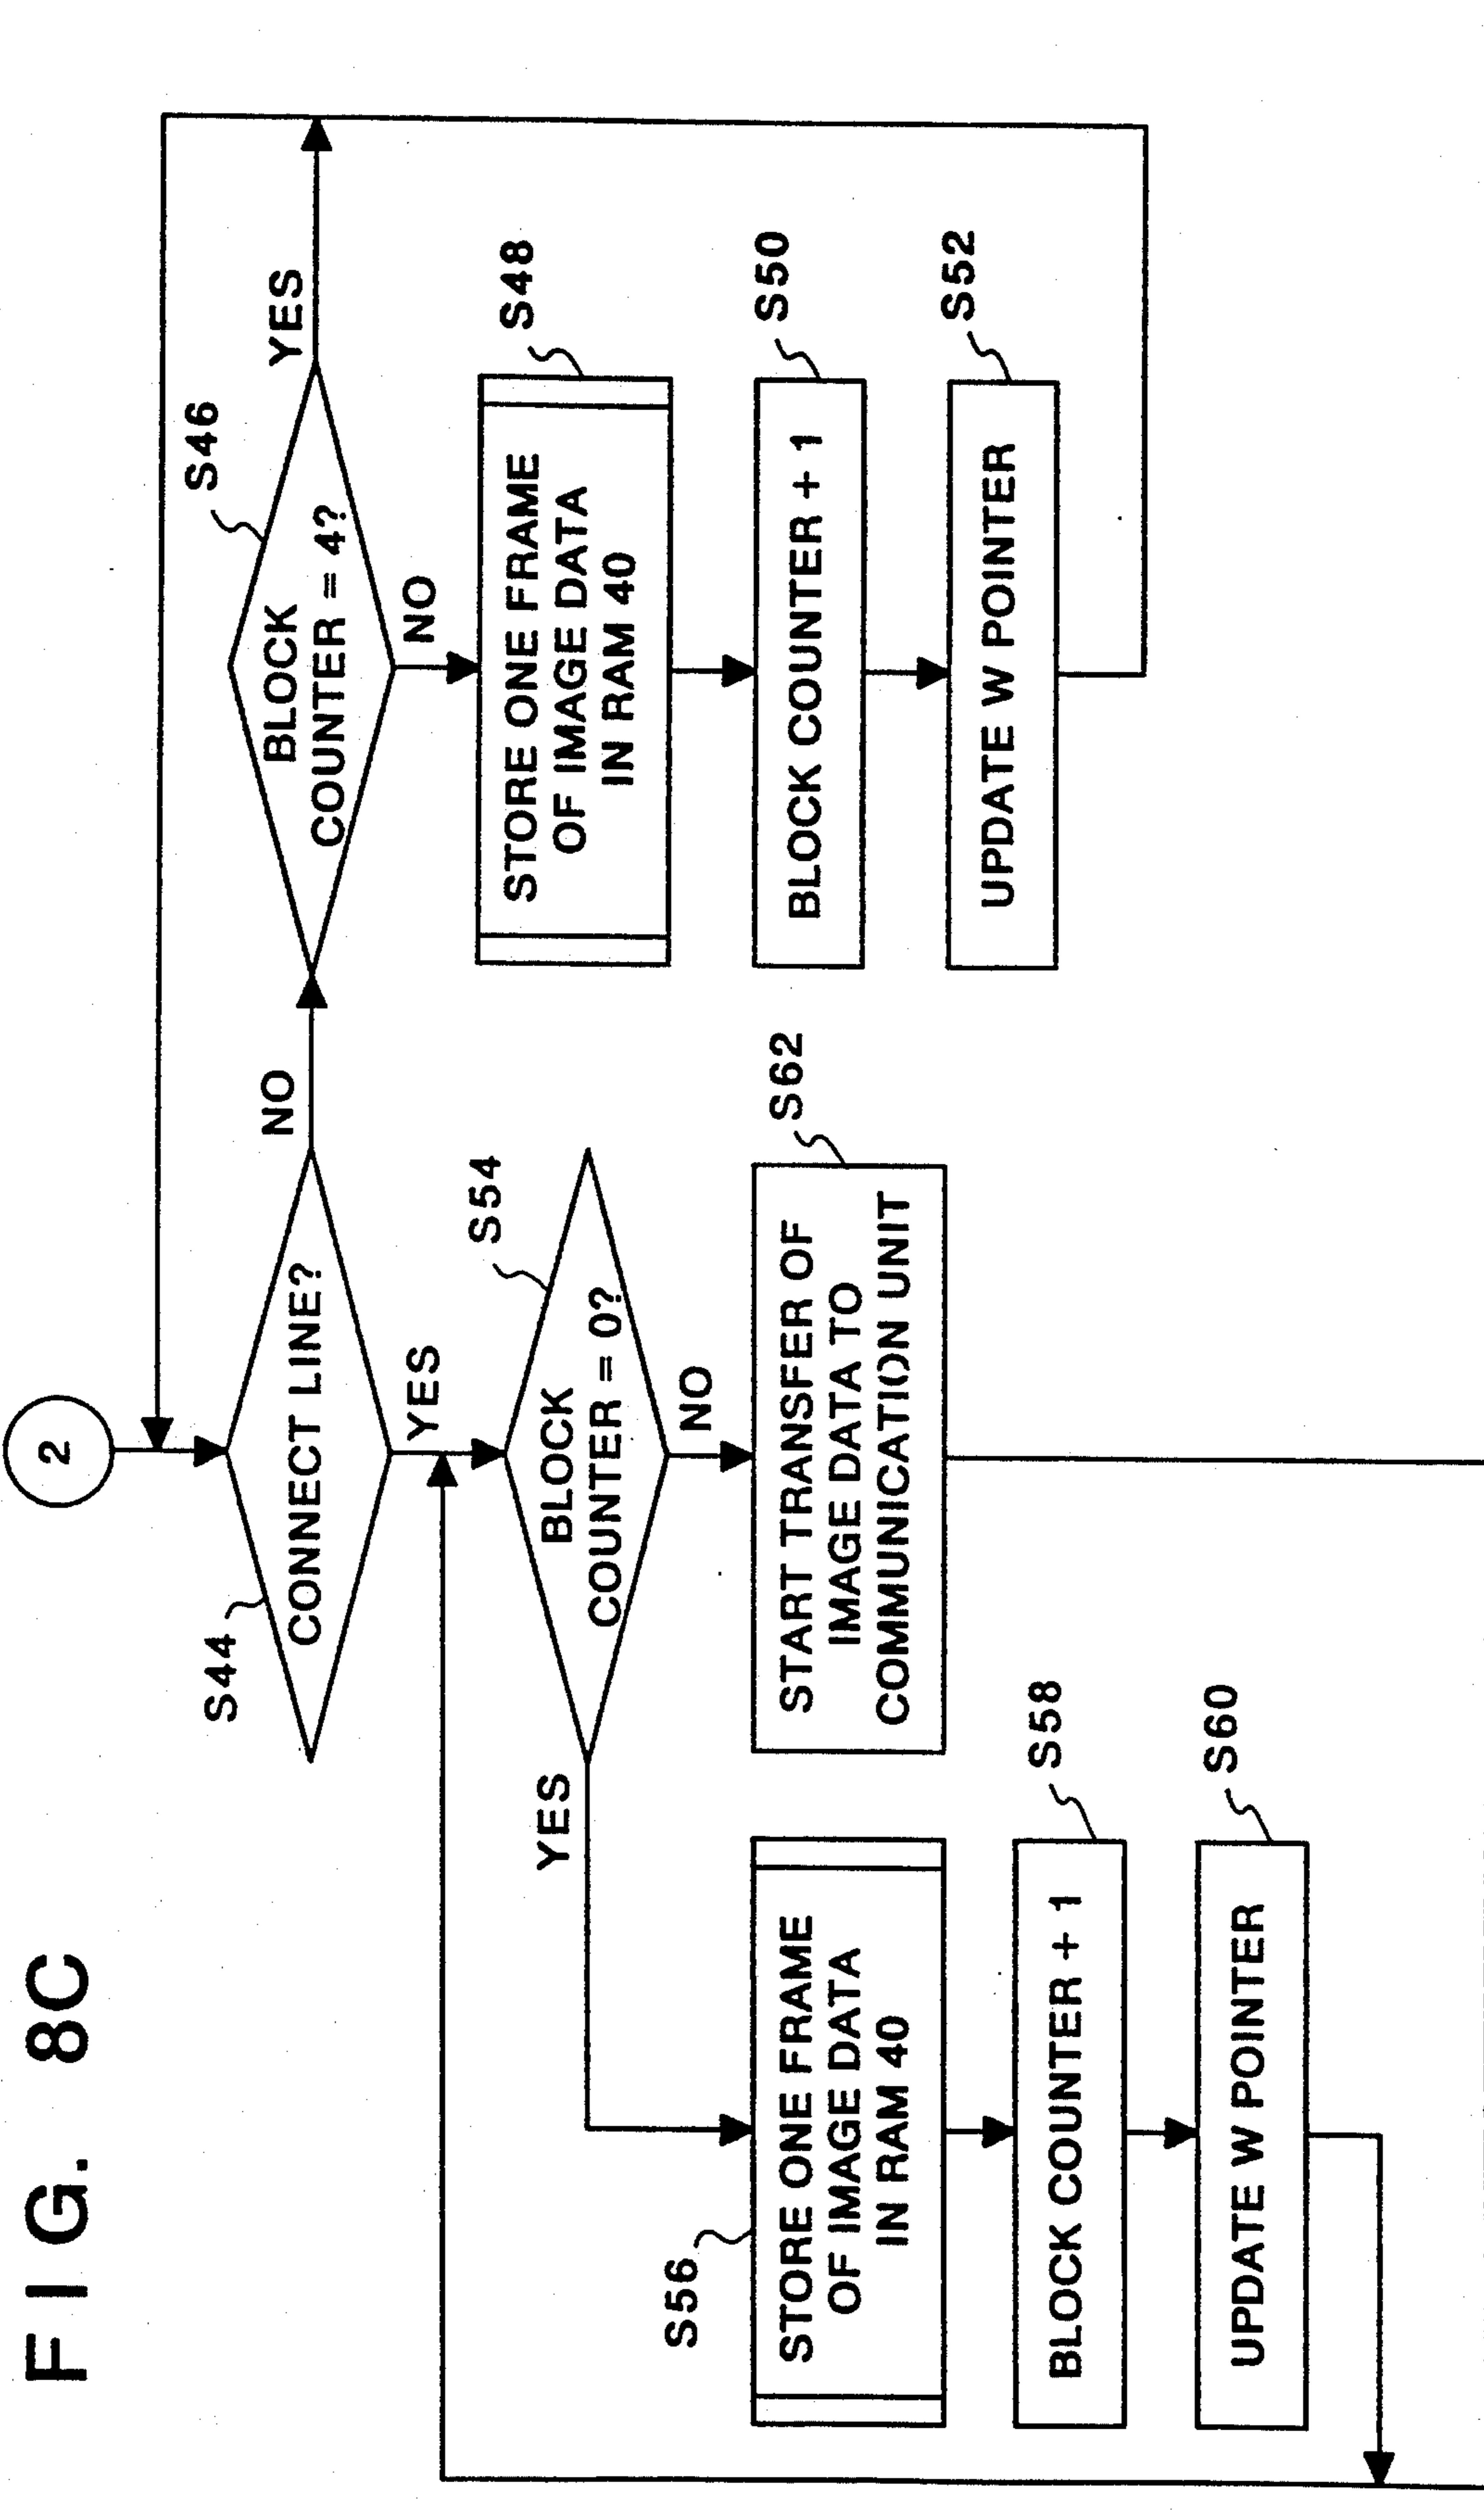 FIG. 8C
2
S44
CONNECT LINE?
NO
YES
S46
BLOCK
COUNTER = 4?
YES
NO
S48
STORE ONE FRAME
OF IMAGE DATA
IN RAM 40
S50
BLOCK COUNTER + 1
S52
UPDATE W POINTER
S54
BLOCK
COUNTER = 0?
YES
NO
S56
STORE ONE FRAME
OF IMAGE DATA
IN RAM 40
S58
BLOCK COUNTER + 1
S60
UPDATE W POINTER
S62
START TRANSFER OF
IMAGE DATA TO
COMMUNICATION UNIT